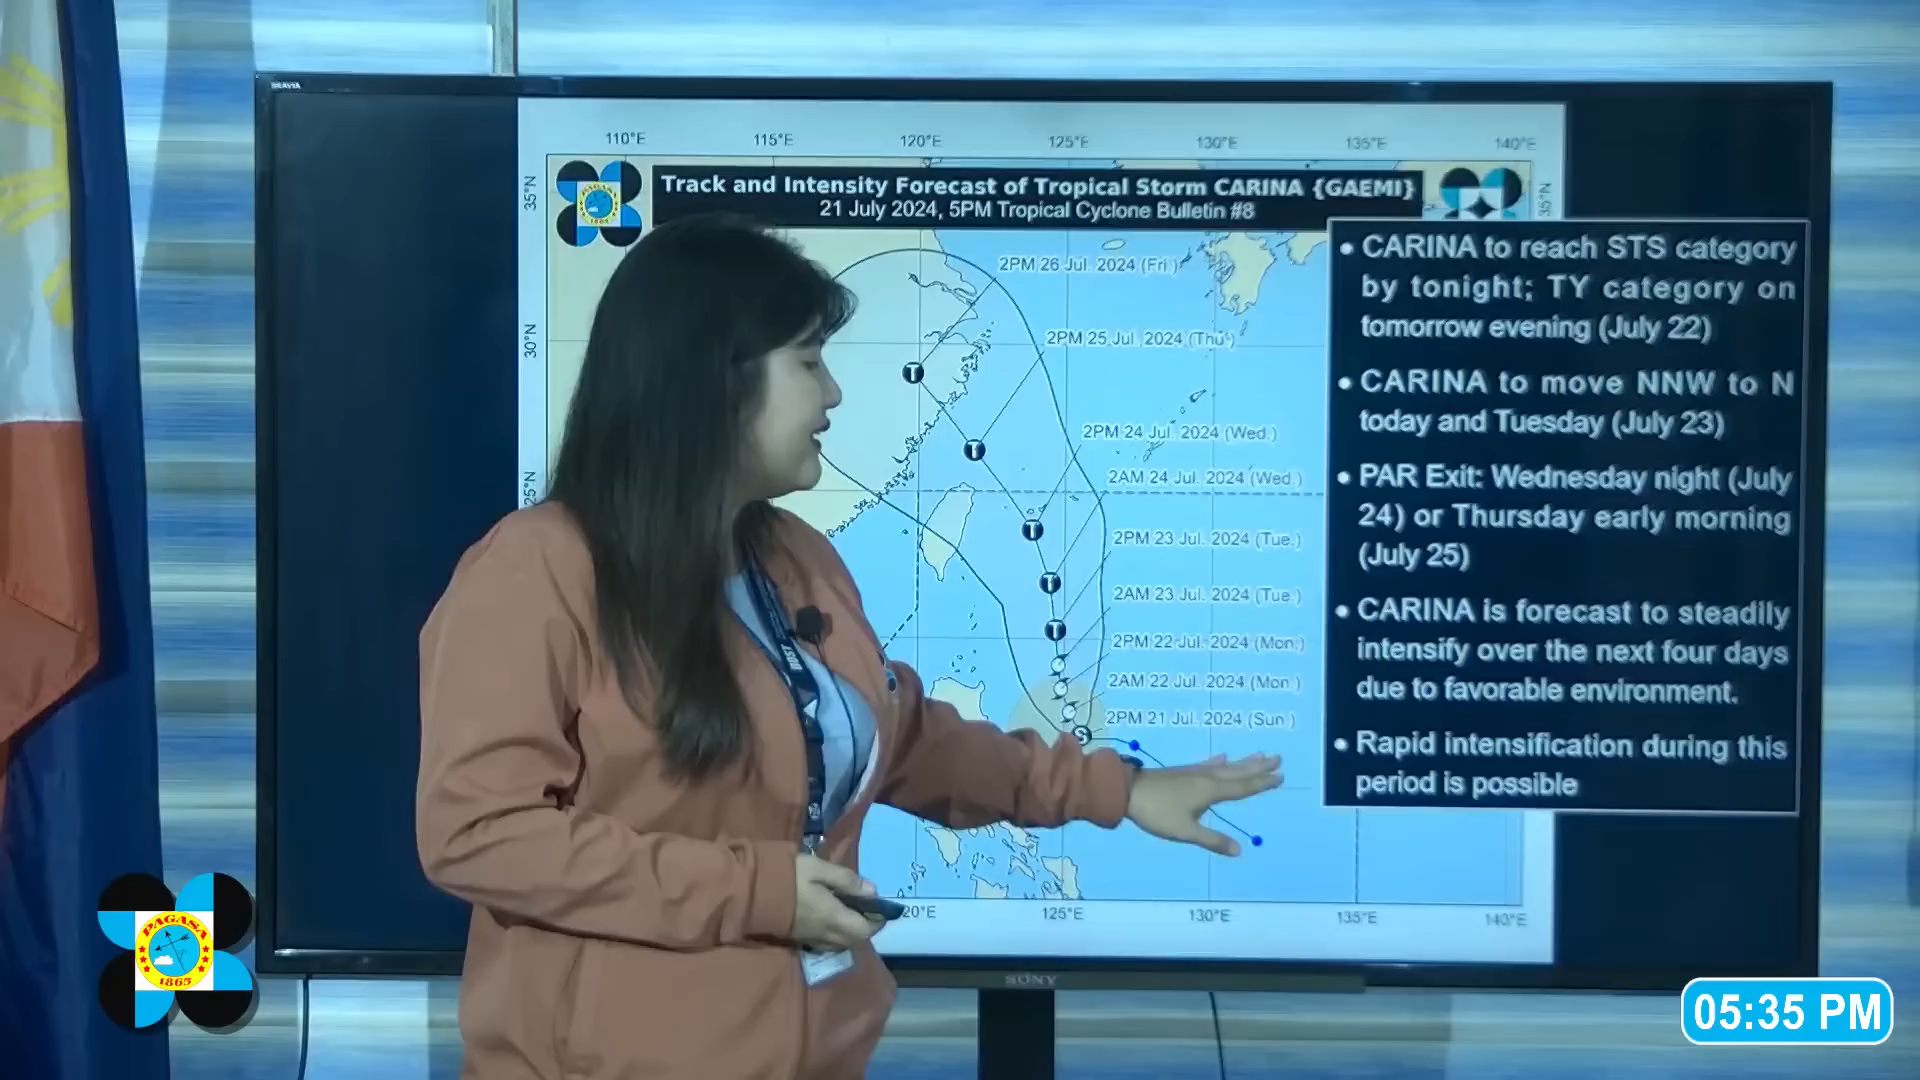 BRAVIA
110°E 115°E 120°E 125°E 130°E 135°E 140°E
35°N
35°N
Track and Intensity Forecast of Tropical Storm CARINA {GAEMI}
21 July 2024, 5PM Tropical Cyclone Bulletin #8
2PM 26 Jul. 2024 (Fri.)
30°N
2PM 25 Jul. 2024 (Thu.)
2PM 24 Jul. 2024 (Wed.)
2AM 24 Jul. 2024 (Wed.)
25°N
2PM 23 Jul. 2024 (Tue.)
2AM 23 Jul. 2024 (Tue.)
2PM 22 Jul. 2024 (Mon.)
2AM 22 Jul. 2024 (Mon.)
2PM 21 Jul. 2024 (Sun.)
T
T
T
T
T
S
• CARINA to reach STS category
by tonight; TY category on
tomorrow evening (July 22)
• CARINA to move NNW to N
today and Tuesday (July 23)
• PAR Exit: Wednesday night (July
24) or Thursday early morning
(July 25)
• CARINA is forecast to steadily
intensify over the next four days
due to favorable environment.
• Rapid intensification during this
period is possible
20°E 125°E 130°E 135°E 140°E
DOST
SONY
PAGASA
1865
05:35 PM